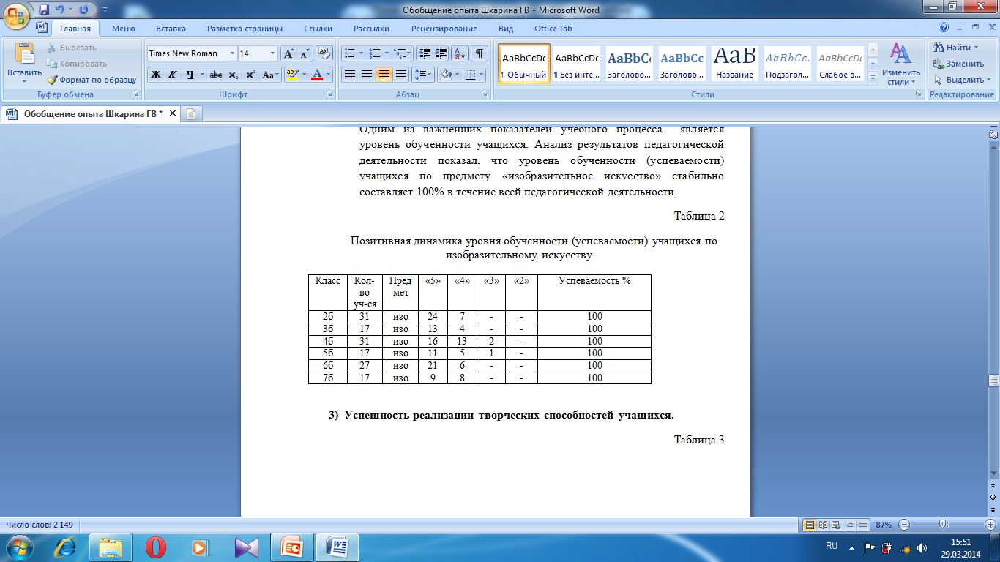 Обобщение опыта Шкарина ГВ - Microsoft Word
Главная Меню Вставка Разметка страницы Ссылки Рассылки Рецензирование Вид Office Tab
Вставить
Вырезать
Копировать
Формат по образцу
Буфер обмена
Times New Roman 14
Ж К Ч abc x₂ x² Aa
Шрифт
Абзац
AaBbCcDc AaBbCcDc AaBbCc AaBbCc AaB AaBbCc. AaBbCcDc
¶ Обычный ¶ Без инте... Заголово... Заголово... Название Подзагол... Слабое в...
Изменить стили
Стили
Найти
Заменить
Выделить
Редактирование
Обобщение опыта Шкарина ГВ *
Одним из важнейших показателей учебного процесса является
уровень обученности учащихся. Анализ результатов педагогической
деятельности показал, что уровень обученности (успеваемости)
учащихся по предмету «изобразительное искусство» стабильно
составляет 100% в течение всей педагогической деятельности.
Таблица 2
Позитивная динамика уровня обученности (успеваемости) учащихся по
изобразительному искусству
Класс Кол-во уч-ся Пред мет «5» «4» «3» «2» Успеваемость %
2б 31 изо 24 7 - - 100
3б 17 изо 13 4 - - 100
4б 31 изо 16 13 2 - 100
5б 17 изо 11 5 1 - 100
6б 27 изо 21 6 - - 100
7б 17 изо 9 8 - - 100
3) Успешность реализации творческих способностей учащихся.
Таблица 3
Число слов: 2 149
87%
RU
15:51
29.03.2014